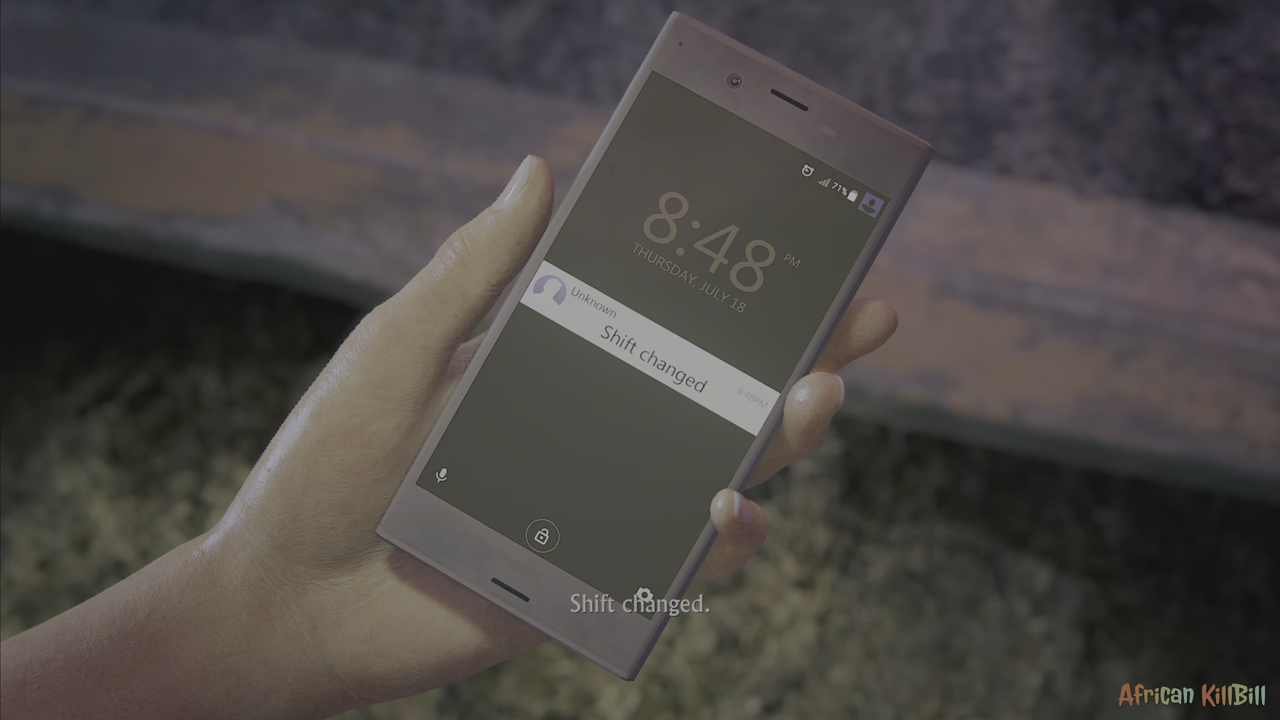 71%
8:48 PM
THURSDAY, JULY 18
Unknown
Shift changed
8:48PM
Shift changed.
African KillBill